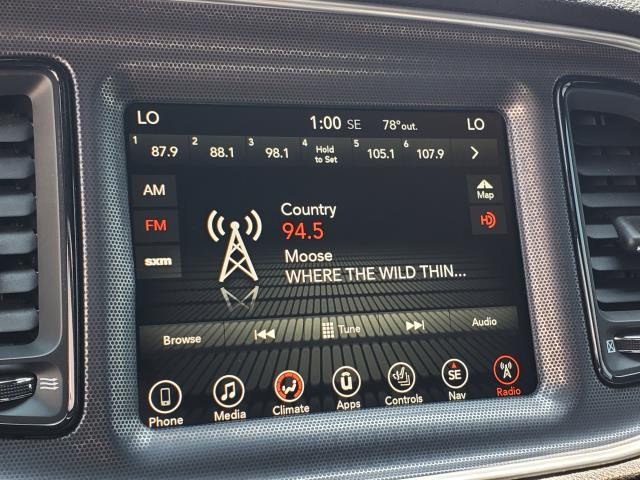 LO 1:00 SE 78° out. LO
1 87.9 2 88.1 3 98.1 4 Hold to Set 5 105.1 6 107.9
AM
Map
FM
HD
sxm
Country
94.5
Moose
WHERE THE WILD THIN...
Browse Tune Audio
Phone Media Climate Apps Controls SE Nav Radio